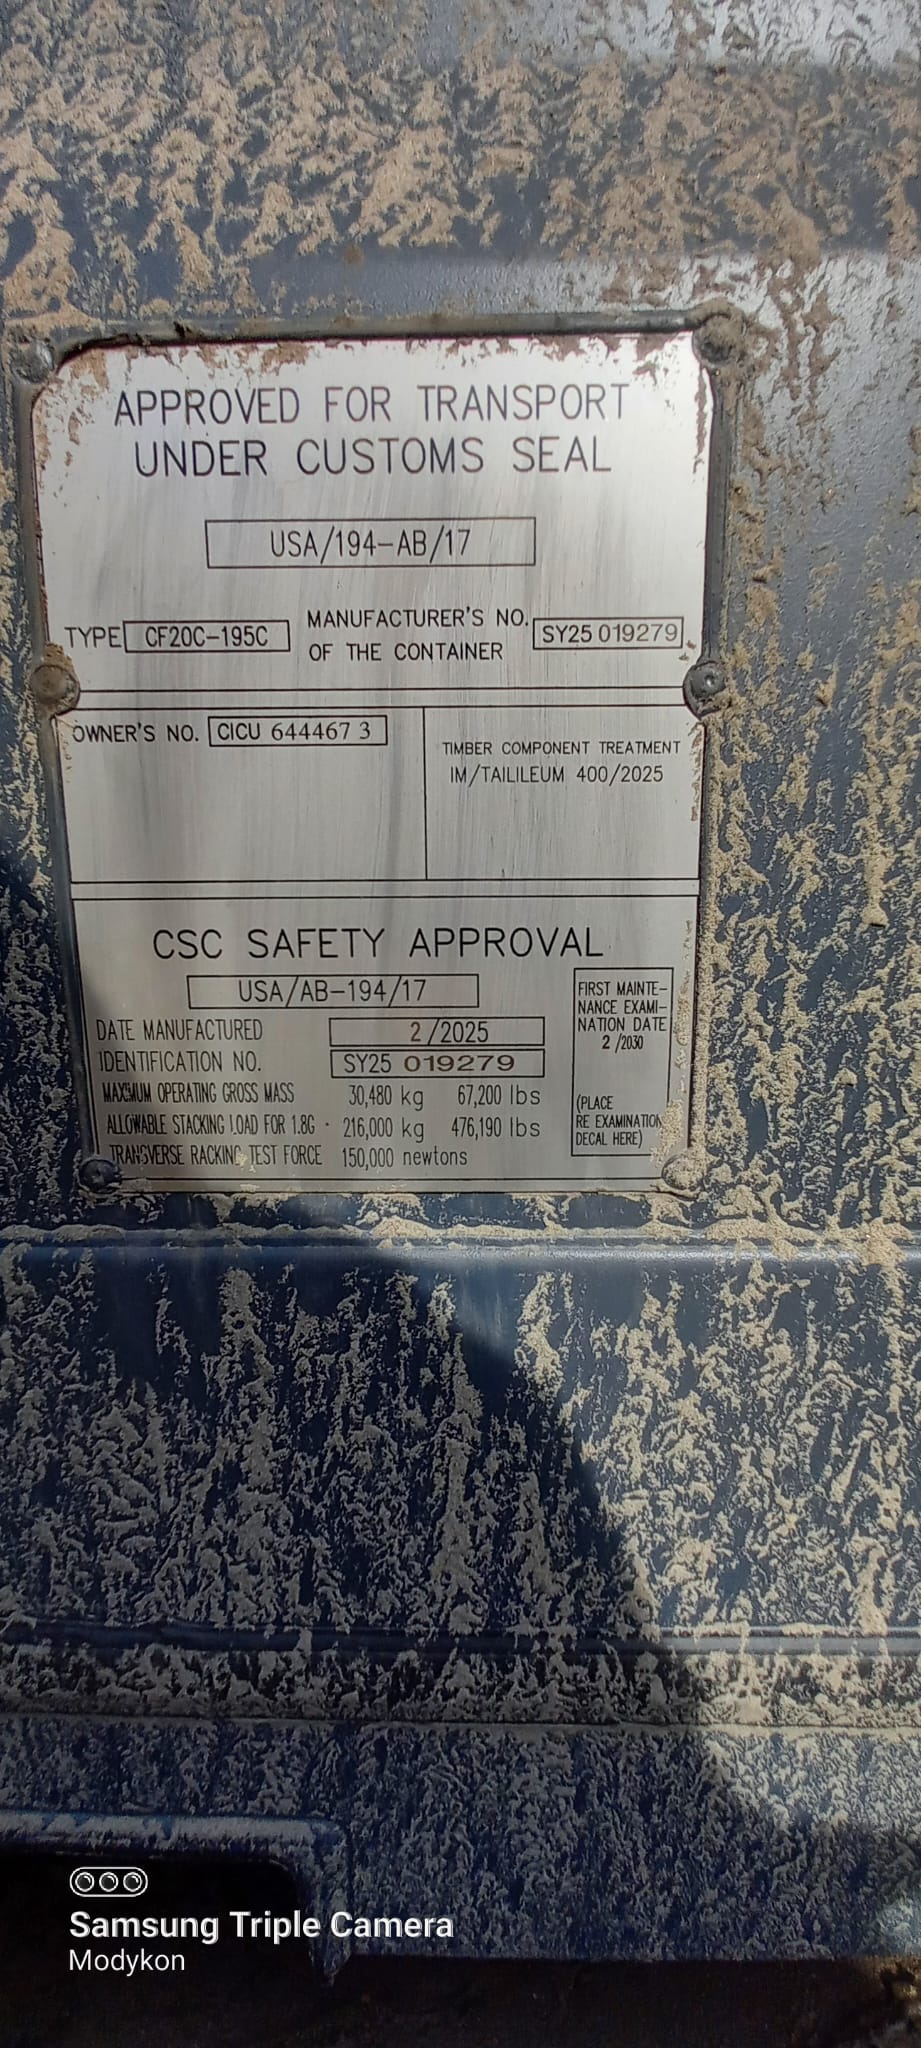 APPROVED FOR TRANSPORT
UNDER CUSTOMS SEAL
USA/194-AB/17
TYPE CF20C-195C MANUFACTURER'S NO. OF THE CONTAINER SY25 019279
OWNER'S NO. CICU 644467 3
TIMBER COMPONENT TREATMENT
IM/TAILILEUM 400/2025
CSC SAFETY APPROVAL
USA/AB-194/17
DATE MANUFACTURED 2/2025
IDENTIFICATION NO. SY25 019279
MAXIMUM OPERATING GROSS MASS 30,480 kg 67,200 lbs
ALLOWABLE STACKING LOAD FOR 1.8G 216,000 kg 476,190 lbs
TRANSVERSE RACKING TEST FORCE 150,000 newtons
FIRST MAINTE-
NANCE EXAMI-
NATION DATE
2 /2030
(PLACE
RE EXAMINATION
DECAL HERE)
Samsung Triple Camera
Modykon